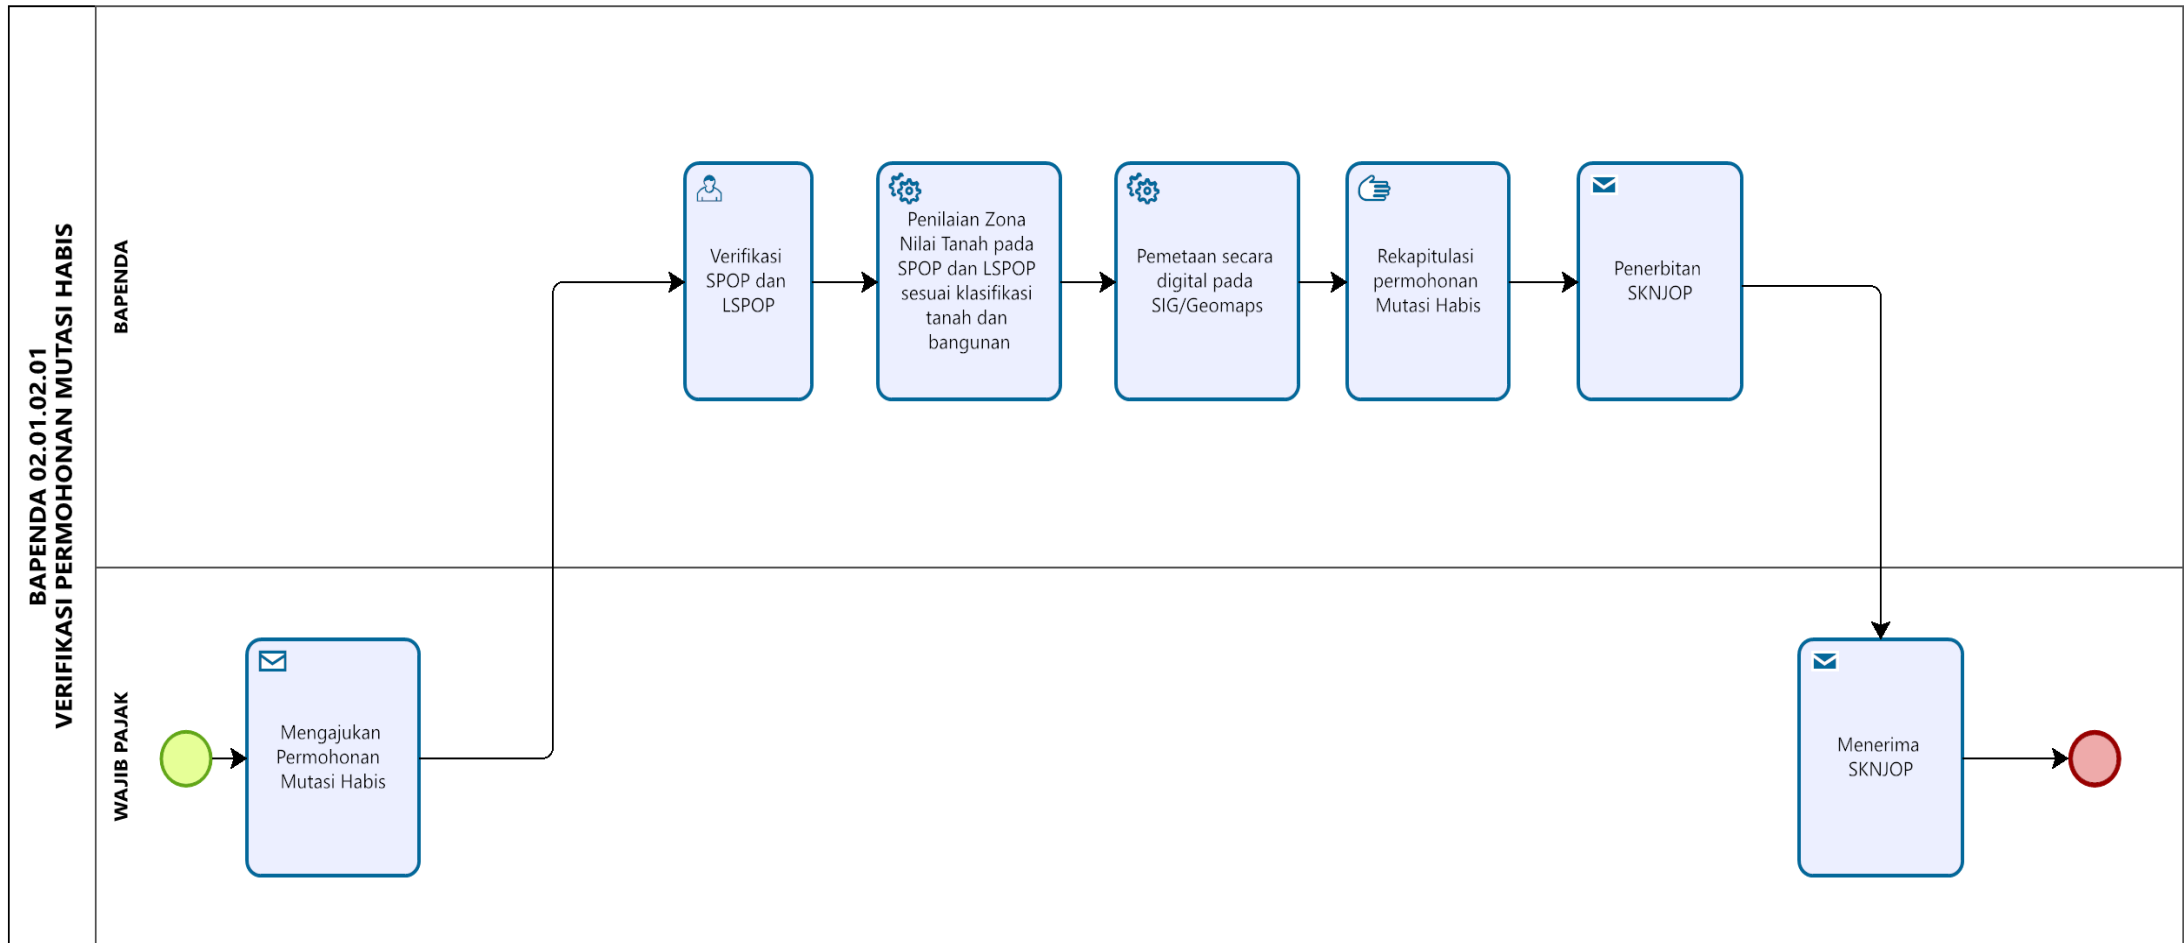 BAPENDA 02.01.02.01
VERIFIKASI PERMOHONAN MUTASI HABIS
BAPENDA
Verifikasi
SPOP dan
LSPOP
Penilaian Zona
Nilai Tanah pada
SPOP dan LSPOP
sesuai klasifikasi
tanah dan
bangunan
Pemetaan secara
digital pada
SIG/Geomaps
Rekapitulasi
permohonan
Mutasi Habis
Penerbitan
SKNJOP
WAJIB PAJAK
Mengajukan
Permohonan
Mutasi Habis
Menerima
SKNJOP